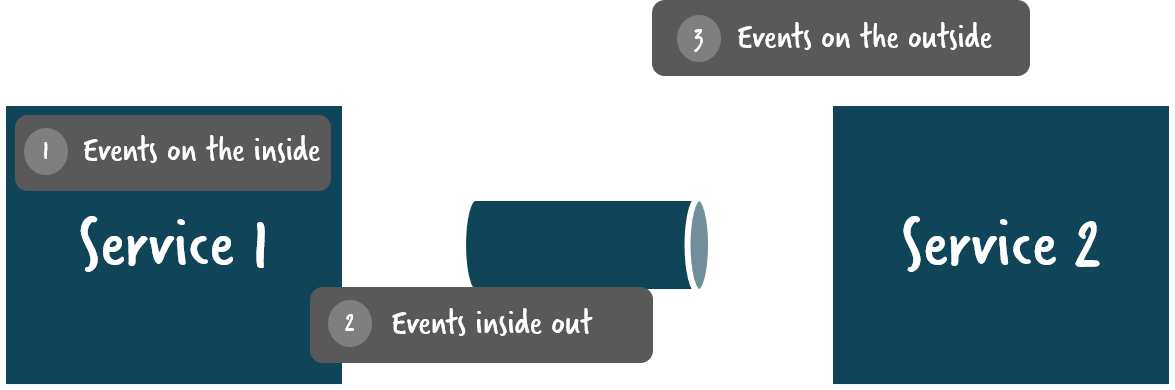 3 Events on the outside
1 Events on the inside
Service 1
Service 2
2 Events inside out